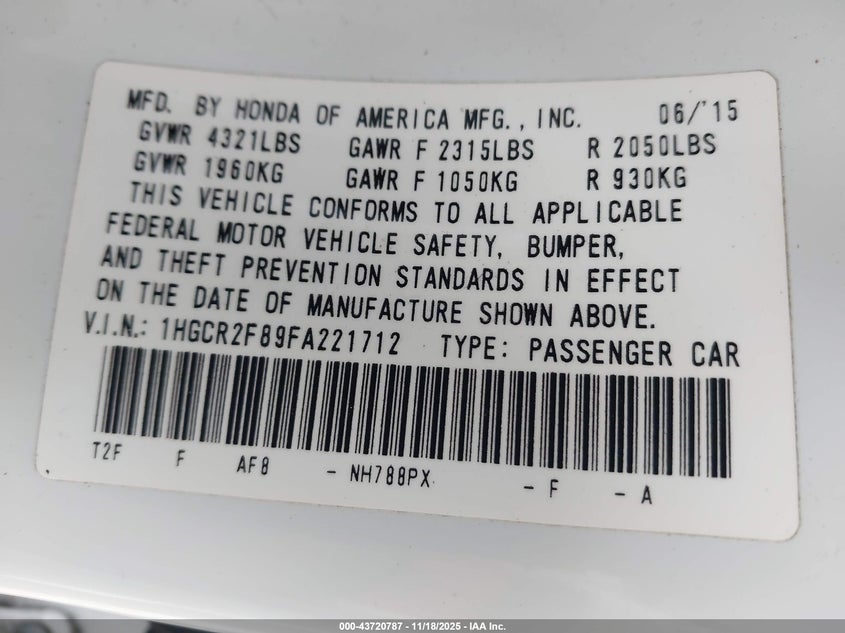 MFD. BY HONDA OF AMERICA MFG., INC. 06/'15
GVWR 4321LBS GAWR F 2315LBS R 2050LBS
GVWR 1960KG GAWR F 1050KG R 930KG
THIS VEHICLE CONFORMS TO ALL APPLICABLE
FEDERAL MOTOR VEHICLE SAFETY, BUMPER,
AND THEFT PREVENTION STANDARDS IN EFFECT
ON THE DATE OF MANUFACTURE SHOWN ABOVE.
V.I.N.: 1HGCR2F89FA221712 TYPE: PASSENGER CAR
T2F F AF8 - NH788PX - F - A
000-43720787 - 11/18/2025 - IAA Inc.